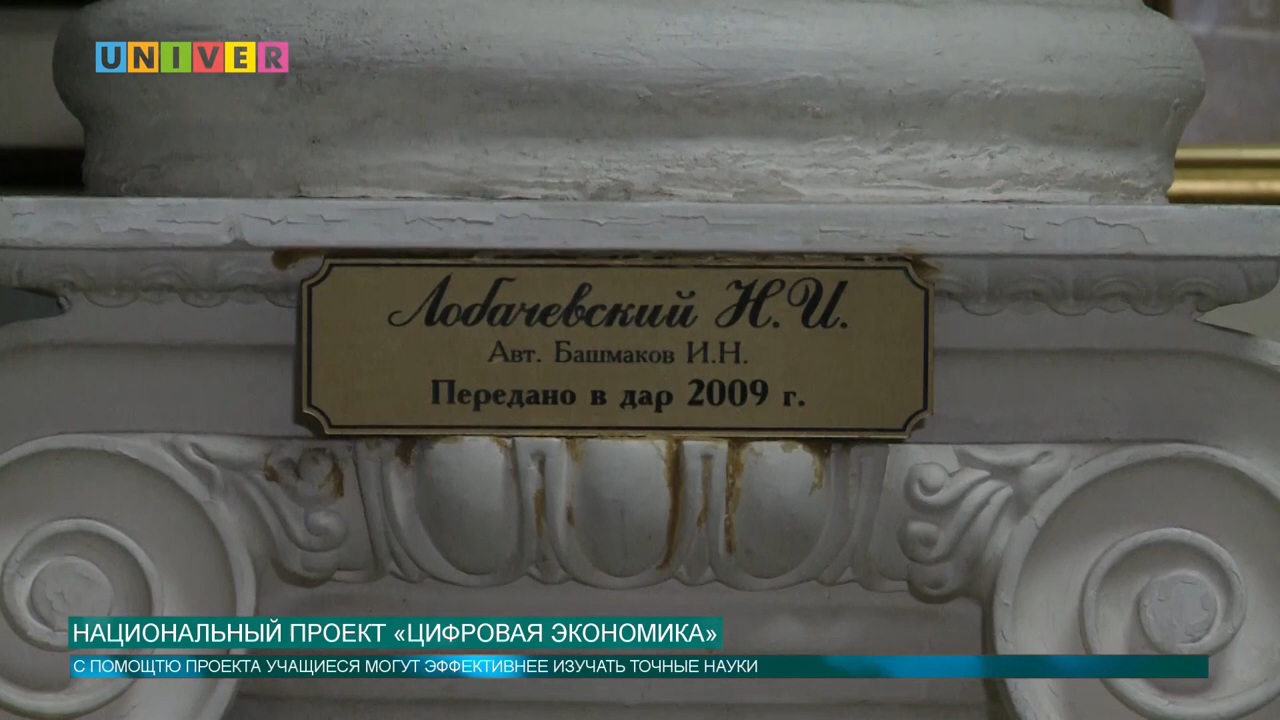 UNIVER
Лобачевский Н.И.
Авт. Башмаков И.Н.
Передано в дар 2009 г.
НАЦИОНАЛЬНЫЙ ПРОЕКТ «ЦИФРОВАЯ ЭКОНОМИКА»
С ПОМОЩТЮ ПРОЕКТА УЧАЩИЕСЯ МОГУТ ЭФФЕКТИВНЕЕ ИЗУЧАТЬ ТОЧНЫЕ НАУКИ